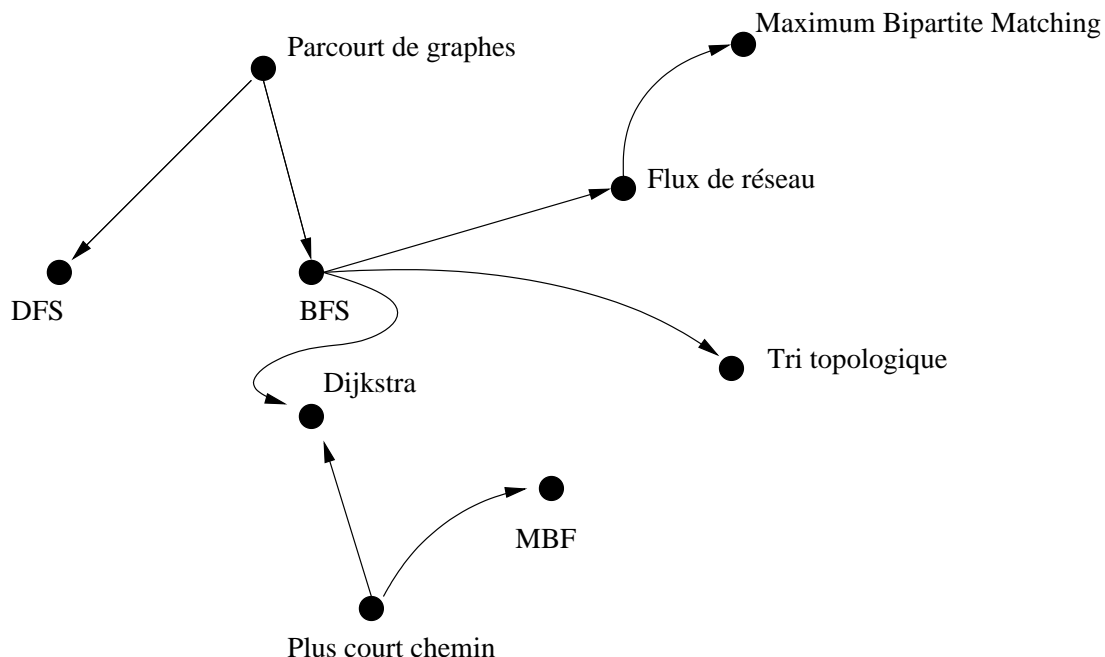 Maximum Bipartite Matching
Parcourt de graphes
Flux de réseau
DFS
BFS
Tri topologique
Dijkstra
MBF
Plus court chemin